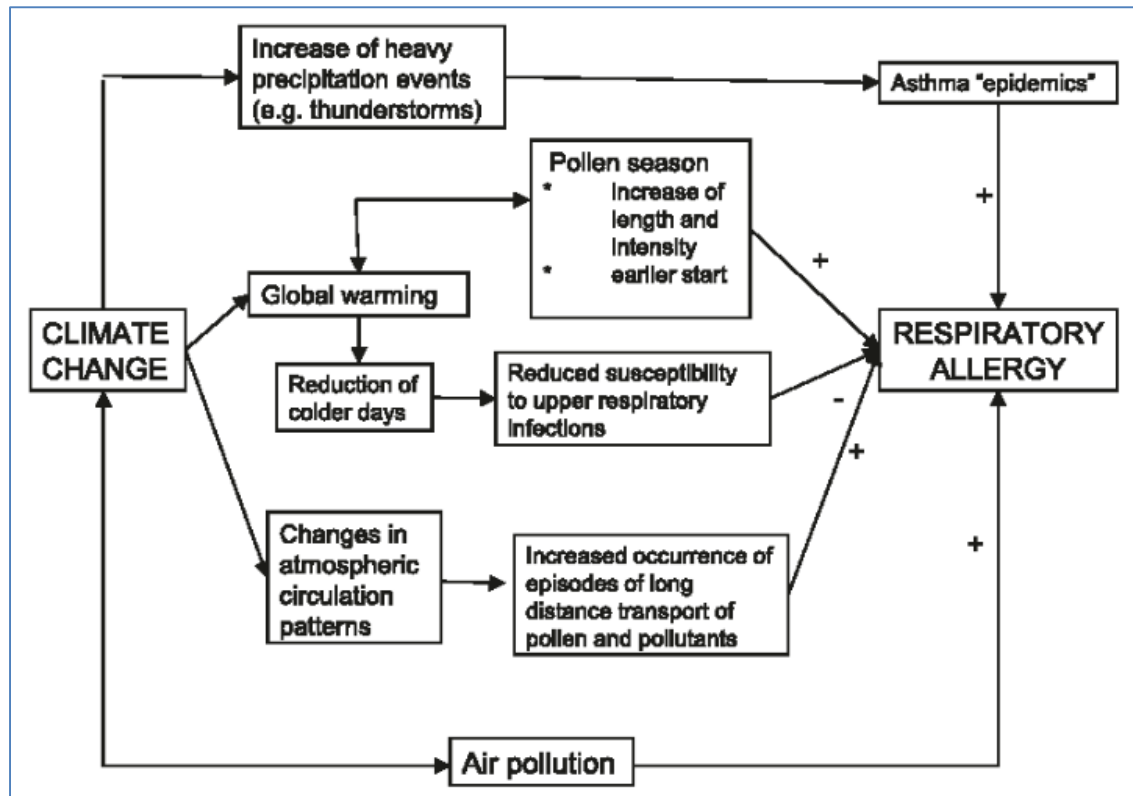 Increase of heavy
precipitation events
(e.g. thunderstorms)
Asthma "epidemics"
Pollen season
* Increase of
length and
intensity
* earlier start
+
+
Global warming
CLIMATE
CHANGE
RESPIRATORY
ALLERGY
Reduction of
colder days
Reduced susceptibility
to upper respiratory
infections
-
+
Changes in
atmospheric
circulation
patterns
Increased occurrence of
episodes of long
distance transport of
pollen and pollutants
+
Air pollution